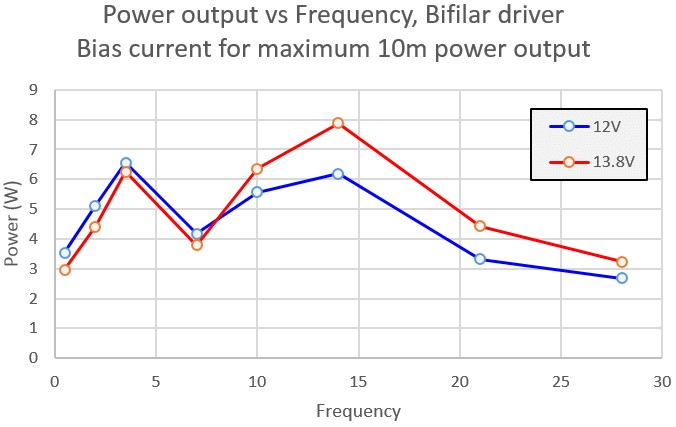 Power output vs Frequency, Bifilar driver
Bias current for maximum 10m power output
9
8
7
6
5
4
3
2
1
0
Power (W)
12V
13.8V
0 5 10 15 20 25 30
Frequency